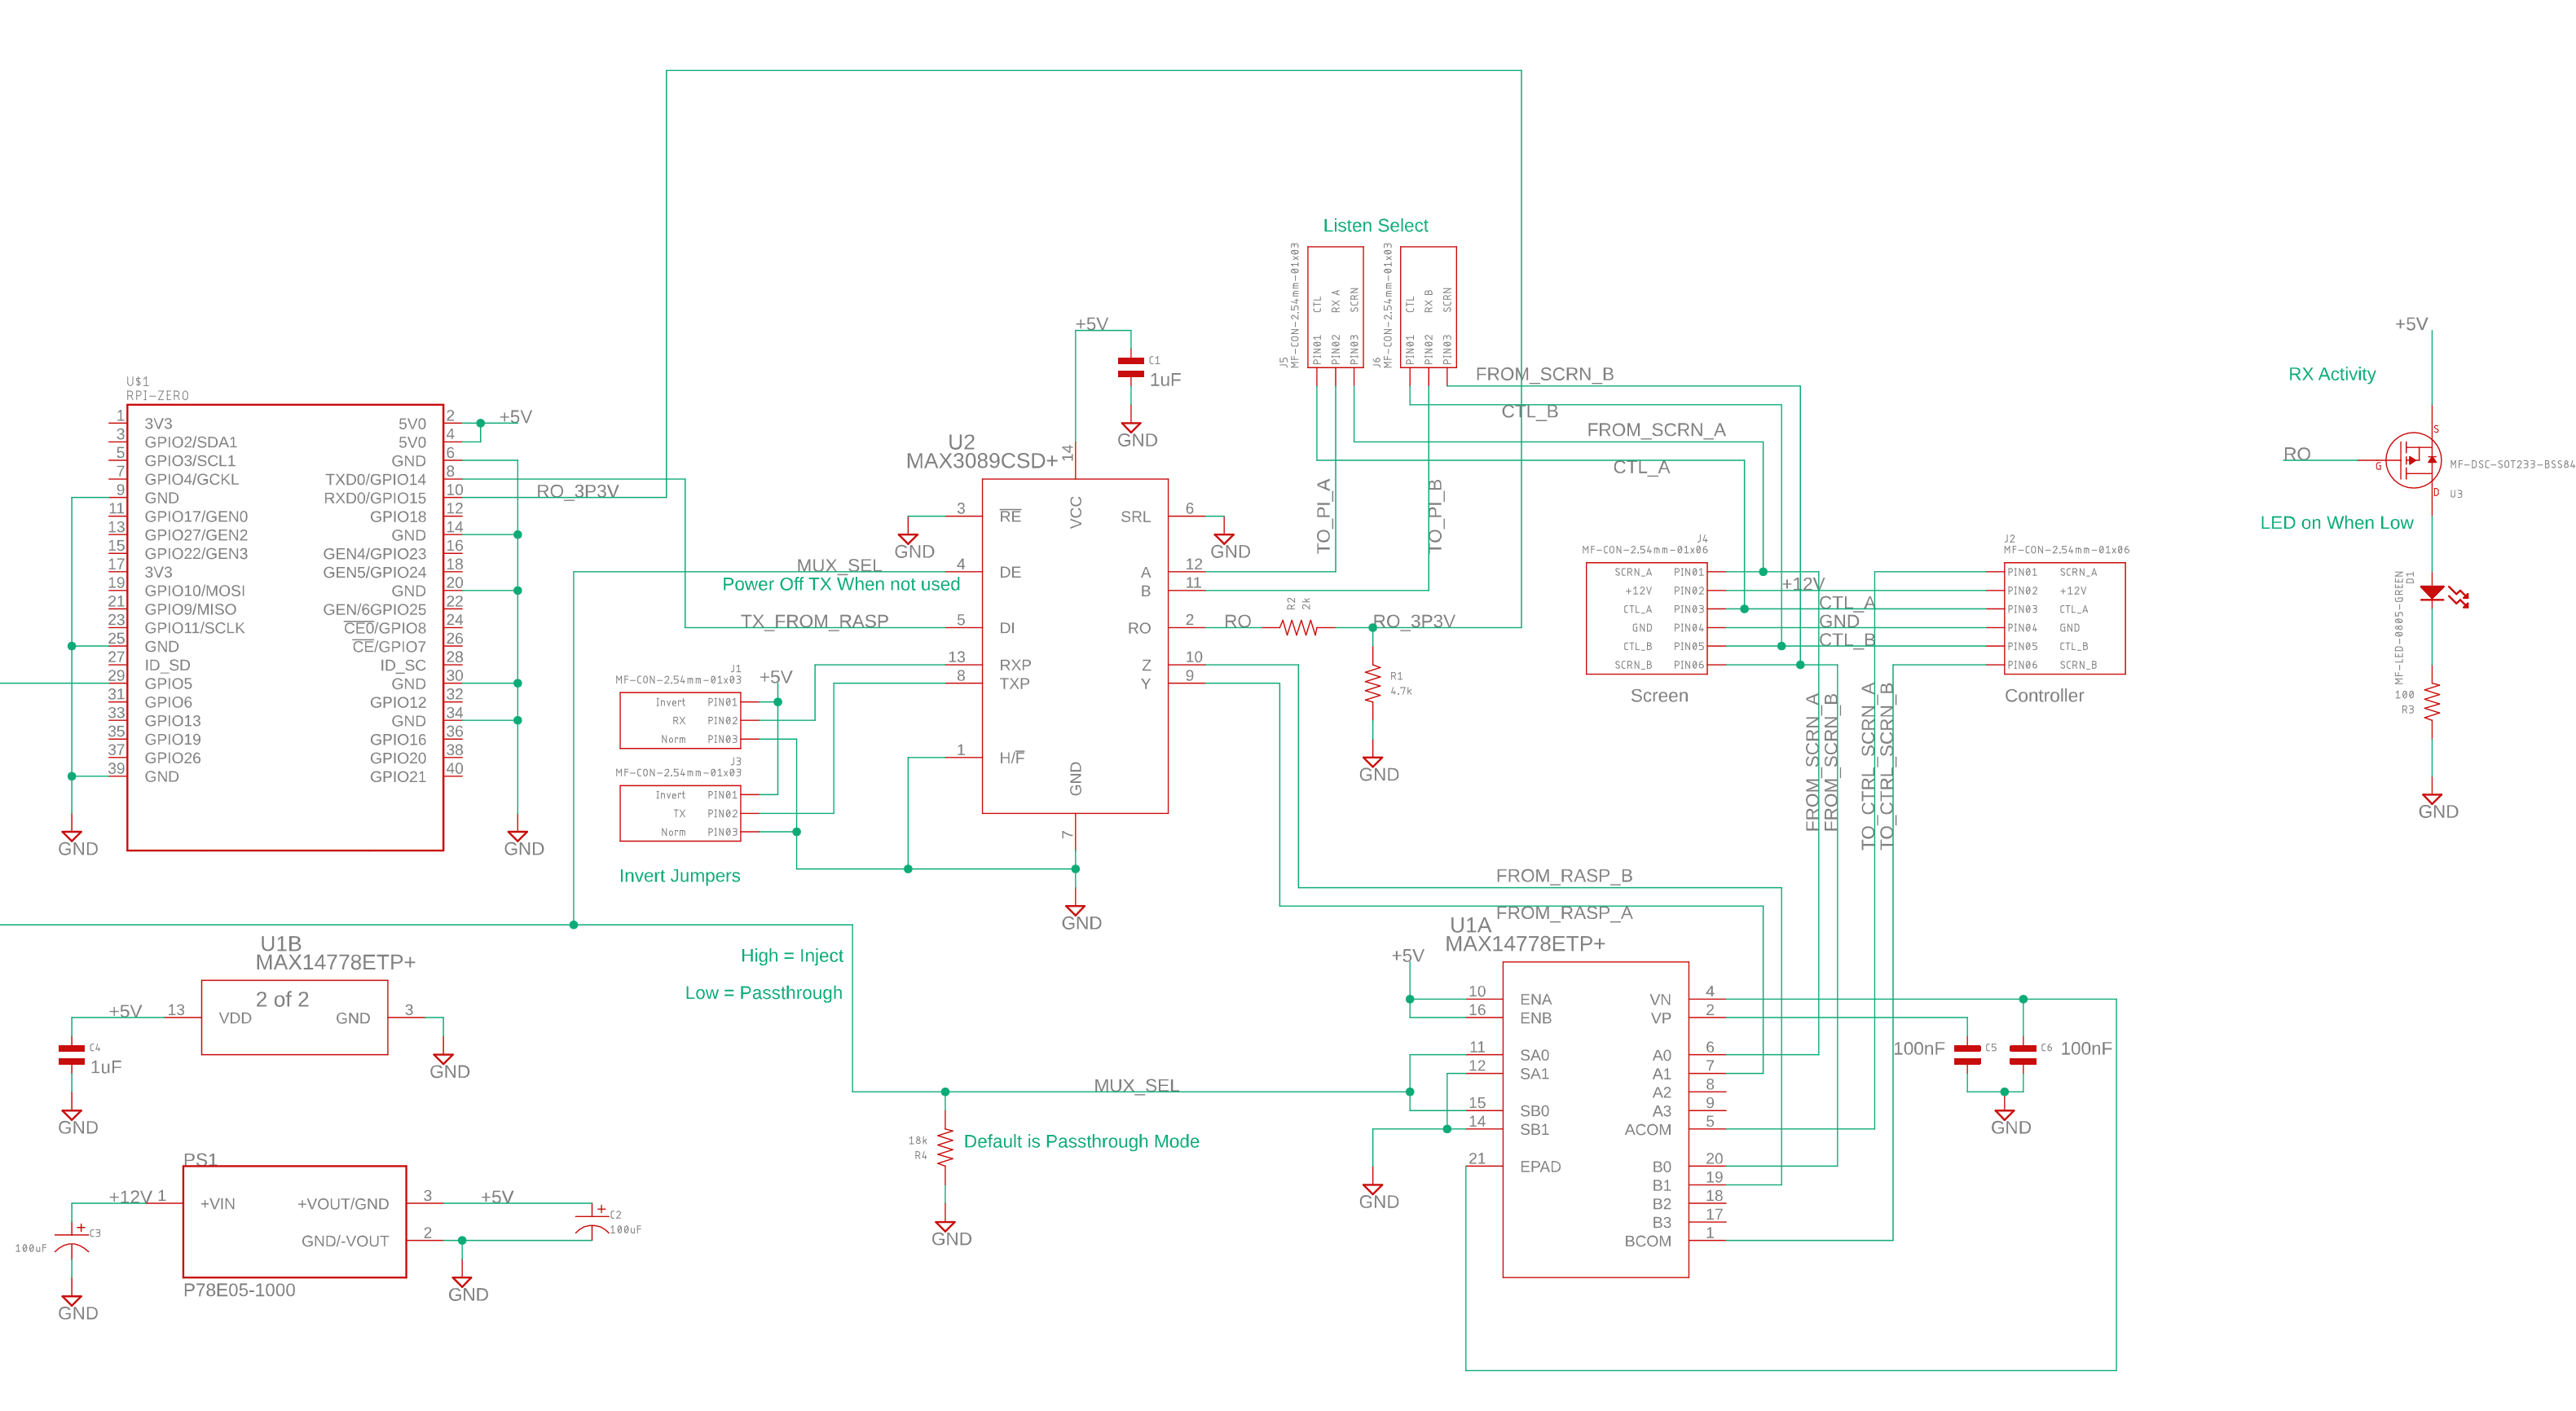 Listen Select
J5
MF-CON-2.54mm-01x03
CTL
RX A
SCRN
PIN01
PIN02
PIN03
J6
MF-CON-2.54mm-01x03
CTL
RX B
SCRN
PIN01
PIN02
PIN03
FROM_SCRN_B
CTL_B
FROM_SCRN_A
CTL_A
TO_PI_A
TO_PI_B
U$1
RPI-ZERO
1 3V3 5V0 2 +5V
3 GPIO2/SDA1 5V0 4
5 GPIO3/SCL1 GND 6
7 GPIO4/GCKL TXD0/GPIO14 8
9 GND RXD0/GPIO15 10 RO_3P3V
11 GPIO17/GEN0 GPIO18 12
13 GPIO27/GEN2 GND 14
15 GPIO22/GEN3 GEN4/GPIO23 16
17 3V3 GEN5/GPIO24 18
19 GPIO10/MOSI GND 20
21 GPIO9/MISO GEN/6GPIO25 22
23 GPIO11/SCLK CE0/GPIO8 24
25 GND CE/GPIO7 26
27 ID_SD ID_SC 28
29 GPIO5 GND 30
31 GPIO6 GPIO12 32
33 GPIO13 GND 34
35 GPIO19 GPIO16 36
37 GPIO26 GPIO20 38
39 GND GPIO21 40
GND
GND
+5V
C1
1uF
GND
U2
MAX3089CSD+
14
VCC
3 RE SRL 6
GND
GND
MUX_SEL 4 DE A 12
Power Off TX When not used
B 11
TX_FROM_RASP 5 DI RO 2 RO
R2
2k
RO_3P3V
13 RXP Z 10
8 TXP Y 9
R1
4.7k
GND
1 H/F
GND
7
GND
J1
MF-CON-2.54mm-01x03
+5V
Invert PIN01
RX PIN02
Norm PIN03
J3
MF-CON-2.54mm-01x03
Invert PIN01
TX PIN02
Norm PIN03
Invert Jumpers
J4
MF-CON-2.54mm-01x06
SCRN_A PIN01
+12V PIN02
CTL_A PIN03
GND PIN04
CTL_B PIN05
SCRN_B PIN06
Screen
+12V
CTL_A
GND
CTL_B
J2
MF-CON-2.54mm-01x06
PIN01 SCRN_A
PIN02 +12V
PIN03 CTL_A
PIN04 GND
PIN05 CTL_B
PIN06 SCRN_B
Controller
FROM_SCRN_A
FROM_SCRN_B
TO_CTRL_SCRN_A
TO_CTRL_SCRN_B
+5V
RX Activity
RO
S
G
D
MF-DSC-SOT233-BSS84
U3
LED on When Low
MF-LED-0805-GREEN
D1
100
R3
GND
FROM_RASP_B
FROM_RASP_A
High = Inject
Low = Passthrough
U1B
MAX14778ETP+
2 of 2
+5V 13 VDD GND 3
C4
1uF
GND
GND
PS1
+12V 1 +VIN +VOUT/GND 3 +5V
GND/-VOUT 2
C3
100uF
C2
100uF
GND
GND
P78E05-1000
MUX_SEL
18k
R4
Default is Passthrough Mode
GND
U1A
MAX14778ETP+
+5V
10 ENA VN 4
16 ENB VP 2
11 SA0 A0 6
12 SA1 A1 7
A2 8
15 SB0 A3 9
14 SB1 ACOM 5
21 EPAD B0 20
B1 19
B2 18
B3 17
BCOM 1
GND
100nF C5
C6 100nF
GND